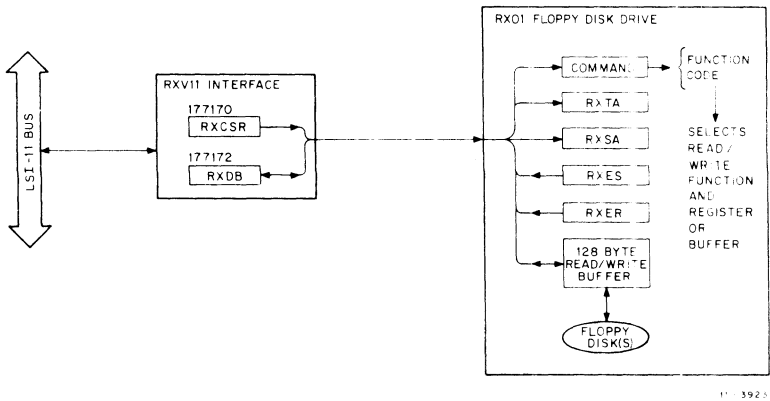 RX01 FLOPPY DISK DRIVE
RXV11 INTERFACE
177170
RXCSR
177172
RXDB
LSI-11 BUS
COMMAND
FUNCTION
CODE
RXTA
RXSA
RXES
RXER
SELECTS
READ/
WRITE
FUNCTION
AND
REGISTER
OR
BUFFER
128 BYTE
READ/WRITE
BUFFER
FLOPPY
DISK(S)